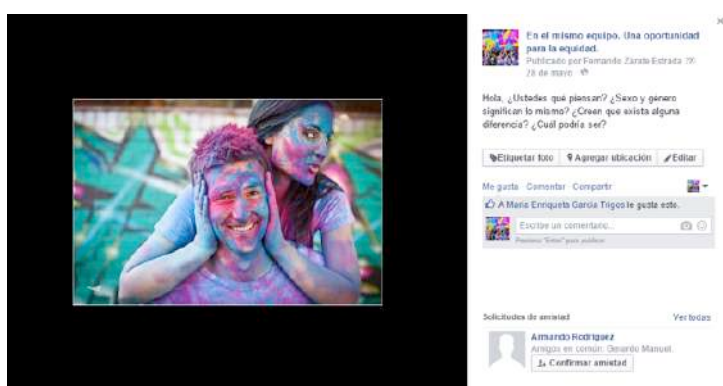 En el mismo equipo. Una oportunidad
para la equidad.
Publicado por Fernando Zarate Estrada
28 de mayo
Hola, ¿Ustedes qué piensan? ¿Sexo y género
significan lo mismo? ¿Creen que exista alguna
diferencia? ¿Cuál podría ser?
Etiquetar foto Agregar ubicación Editar
Me gusta Comentar Compartir
A Maria Enriqueta García Trigos le gusta esto.
Escribe un comentario...
Presiona "Enter" para publicar.
Solicitudes de amistad Ver todas
Armando Rodríguez
Amigos en común: Gerardo Manuel.
Confirmar amistad